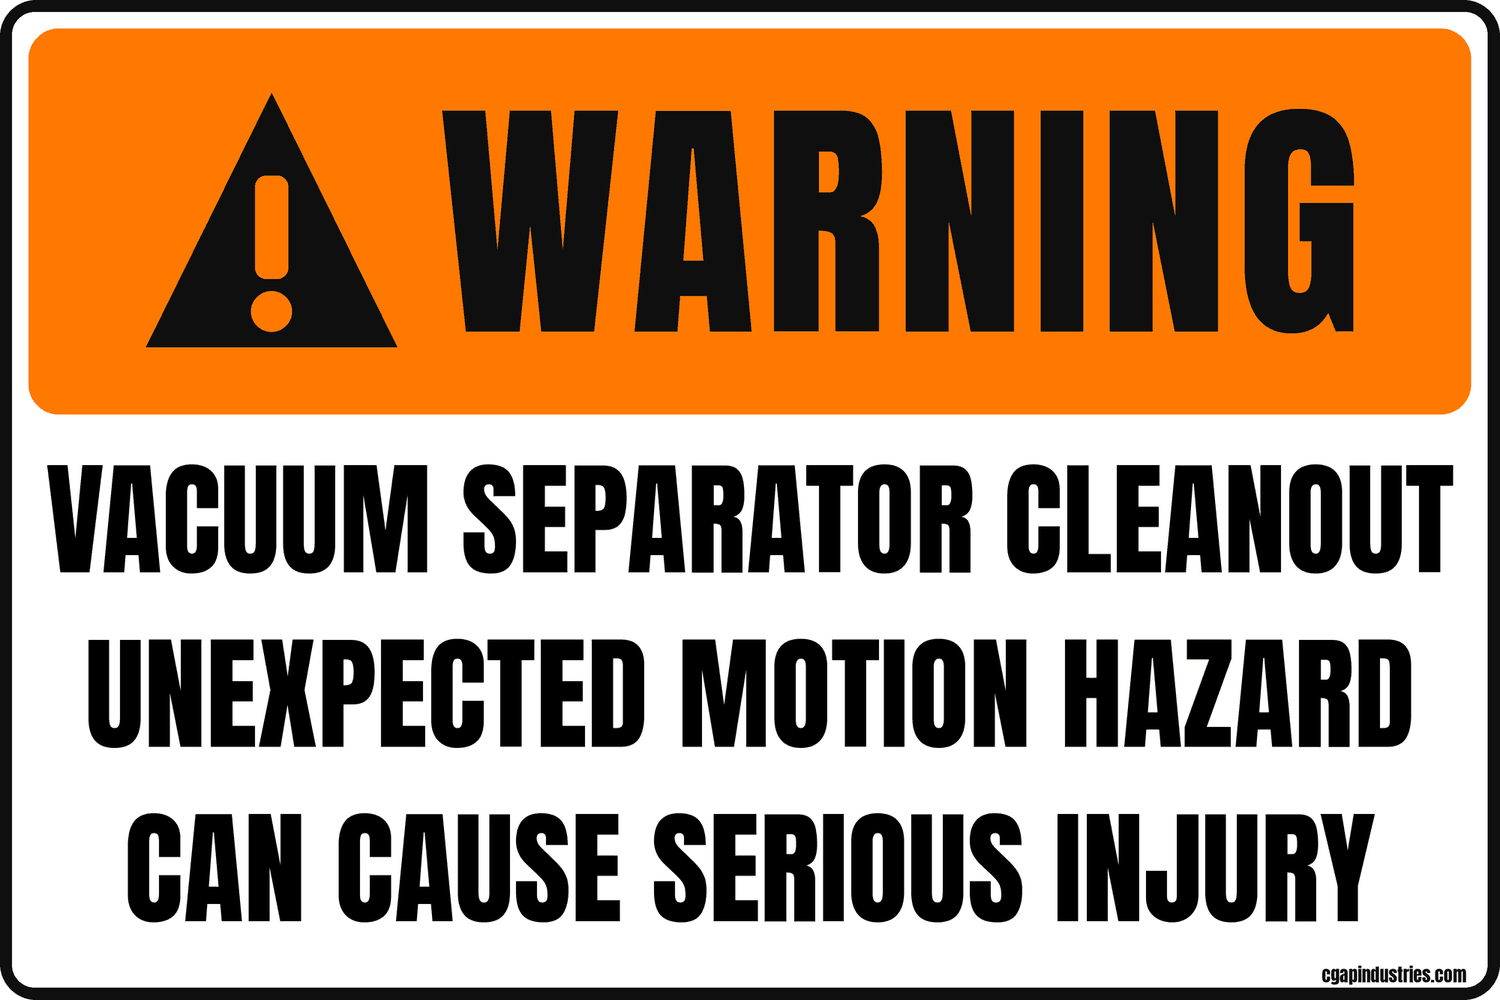 WARNING
VACUUM SEPARATOR CLEANOUT
UNEXPECTED MOTION HAZARD
CAN CAUSE SERIOUS INJURY
cgapindustries.com